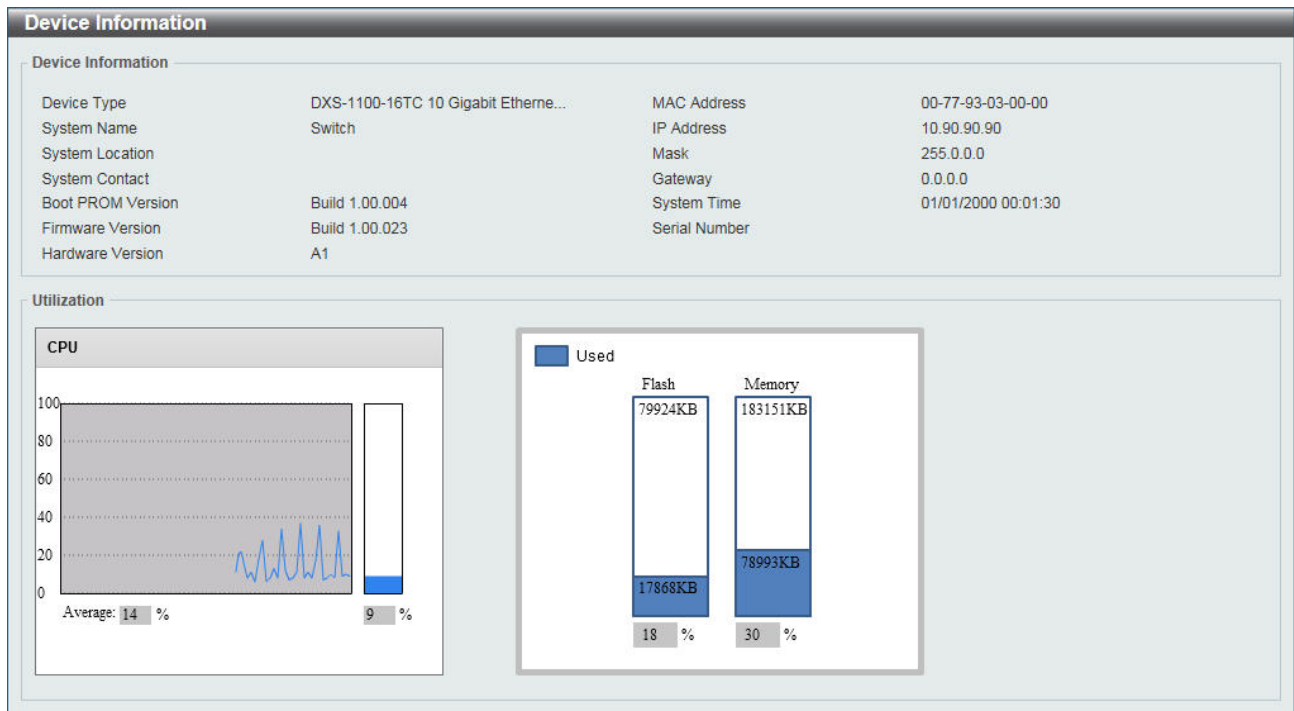 Device Information
Device Information
Device Type DXS-1100-16TC 10 Gigabit Etherne... MAC Address 00-77-93-03-00-00
System Name Switch IP Address 10.90.90.90
System Location Mask 255.0.0.0
System Contact Gateway 0.0.0.0
Boot PROM Version Build 1.00.004 System Time 01/01/2000 00:01:30
Firmware Version Build 1.00.023 Serial Number
Hardware Version A1
Utilization
CPU
100
80
60
40
20
0
Average: 14 % 9 %
Used
Flash Memory
79924KB 183151KB
17868KB 78993KB
18 % 30 %